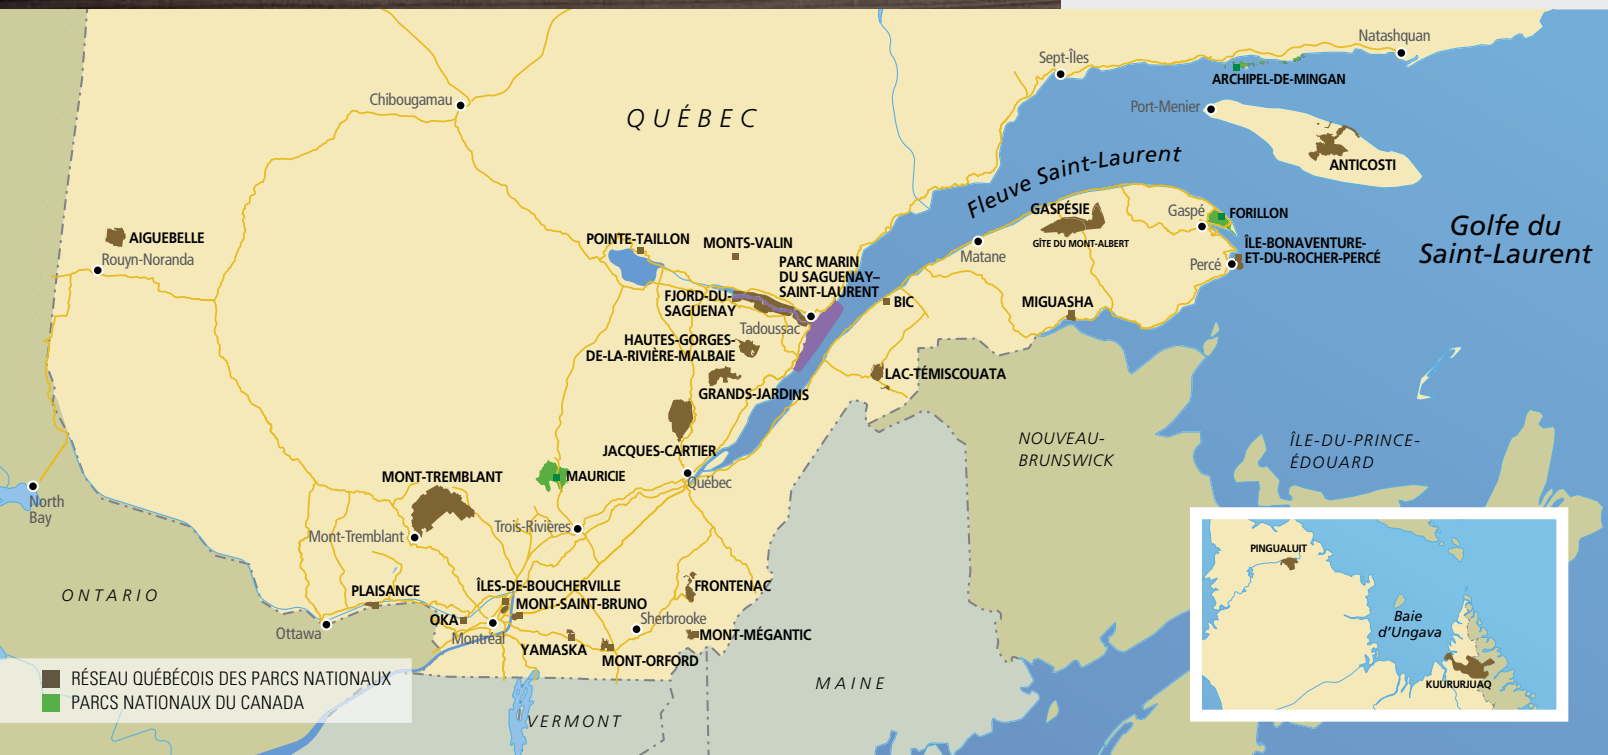 Natashquan
Sept-Îles
ARCHIPEL-DE-MINGAN
Chibougamau
Port-Menier
QUÉBEC
Fleuve Saint-Laurent
ANTICOSTI
GASPÉSIE
GÎTE DU MONT-ALBERT
Gaspé
FORILLON
Golfe du
Saint-Laurent
AIGUEBELLE
Rouyn-Noranda
POINTE-TAILLON
MONTS-VALIN
PARC MARIN
DU SAGUENAY–
SAINT-LAURENT
Matane
ÎLE-BONAVENTURE-
ET-DU-ROCHER-PERCÉ
Percé
FJORD-DU-
SAGUENAY
Tadoussac
BIC
MIGUASHA
HAUTES-GORGES-
DE-LA-RIVIÈRE-MALBAIE
GRANDS-JARDINS
LAC-TÉMISCOUATA
JACQUES-CARTIER
Québec
NOUVEAU-
BRUNSWICK
ÎLE-DU-PRINCE-
ÉDOUARD
MONT-TREMBLANT
MAURICIE
North
Bay
Trois-Rivières
Mont-Tremblant
ONTARIO
PLAISANCE
ÎLES-DE-BOUCHERVILLE
MONT-SAINT-BRUNO
FRONTENAC
OKA
Sherbrooke
Ottawa
Montréal
YAMASKA
MONT-ORFORD
MONT-MÉGANTIC
MAINE
VERMONT
PINGUALUIT
Baie
d’Ungava
KUURURJUAQ
RÉSEAU QUÉBÉCOIS DES PARCS NATIONAUX
PARCS NATIONAUX DU CANADA